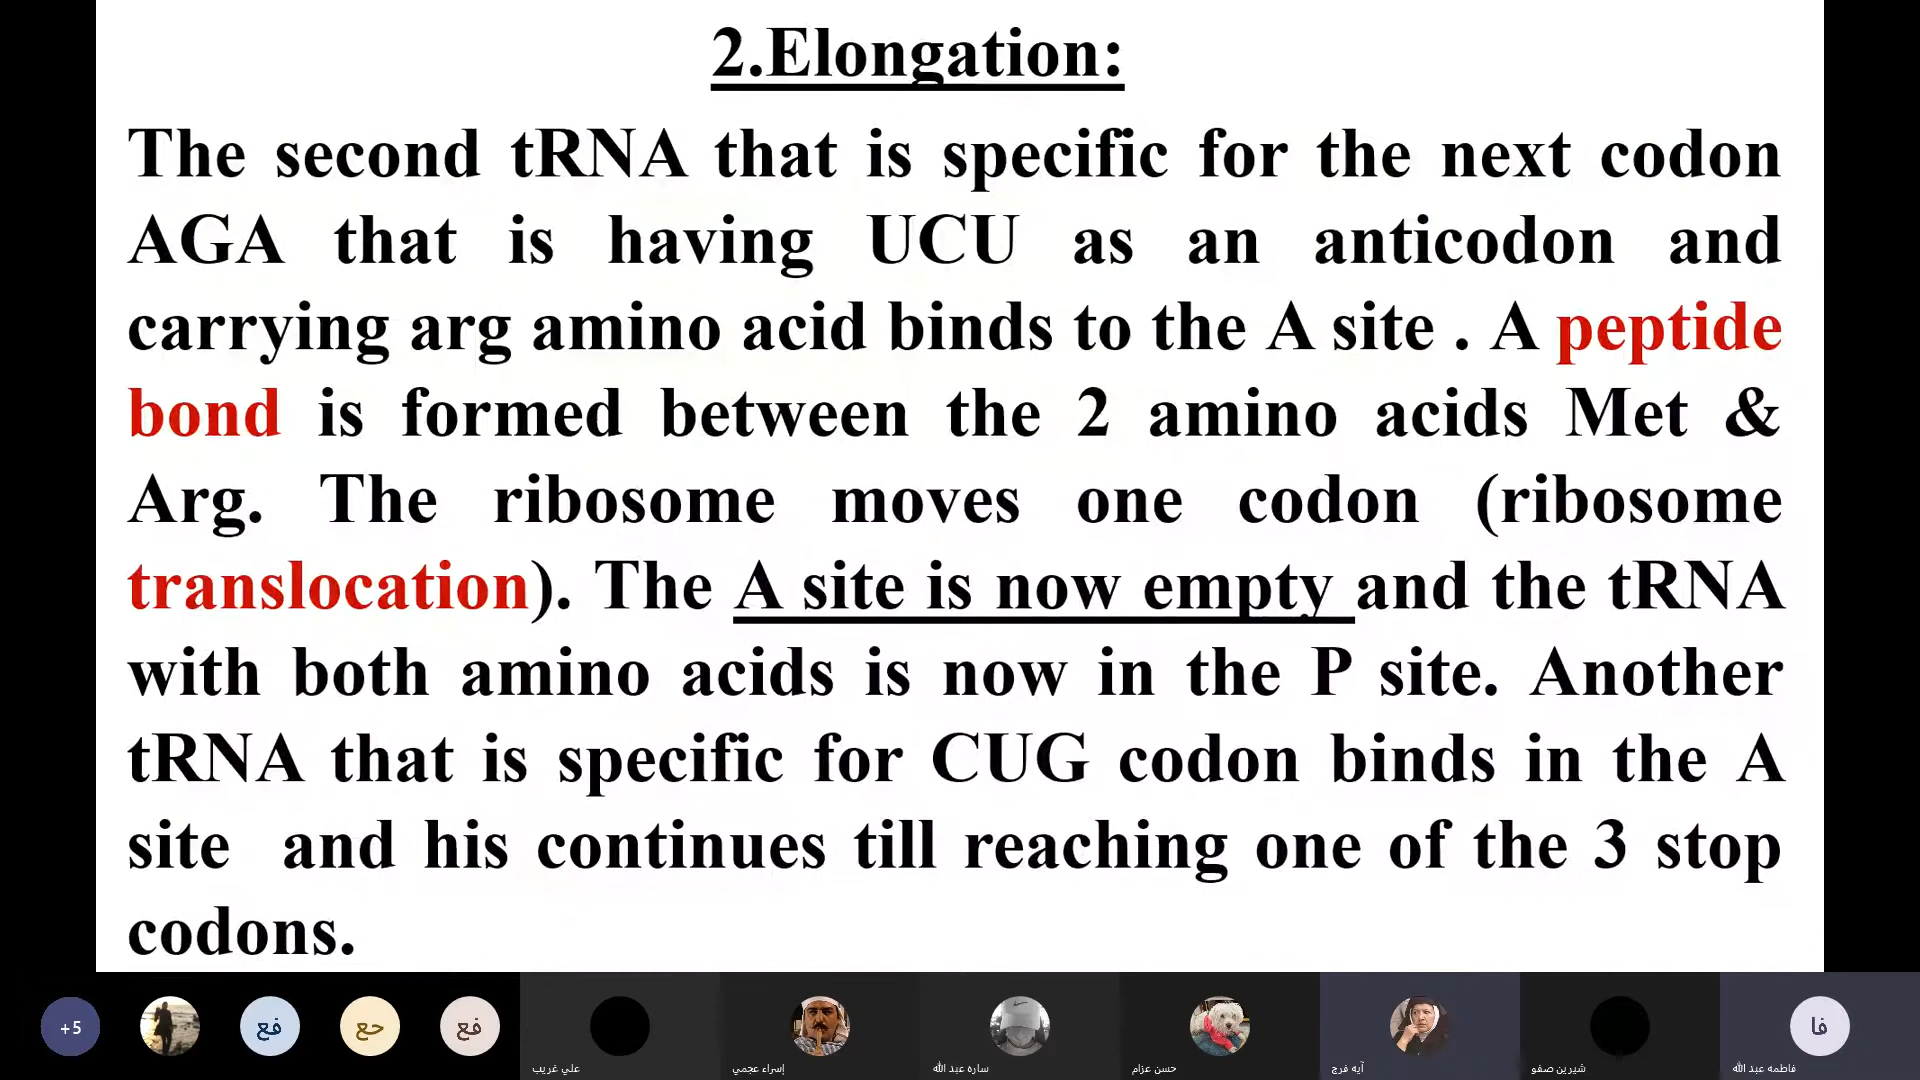 2.Elongation:
The second tRNA that is specific for the next codon
AGA that is having UCU as an anticodon and
carrying arg amino acid binds to the A site . A peptide
bond is formed between the 2 amino acids Met &
Arg. The ribosome moves one codon (ribosome
translocation). The A site is now empty and the tRNA
with both amino acids is now in the P site. Another
tRNA that is specific for CUG codon binds in the A
site and his continues till reaching one of the 3 stop
codons.
+5
فع
حع
فع
فا
علي غريب
إسراء عجمي
ساره عبد الله
حسن عزام
آيه فرج
شيرين صفو
فاطمه عبد الله